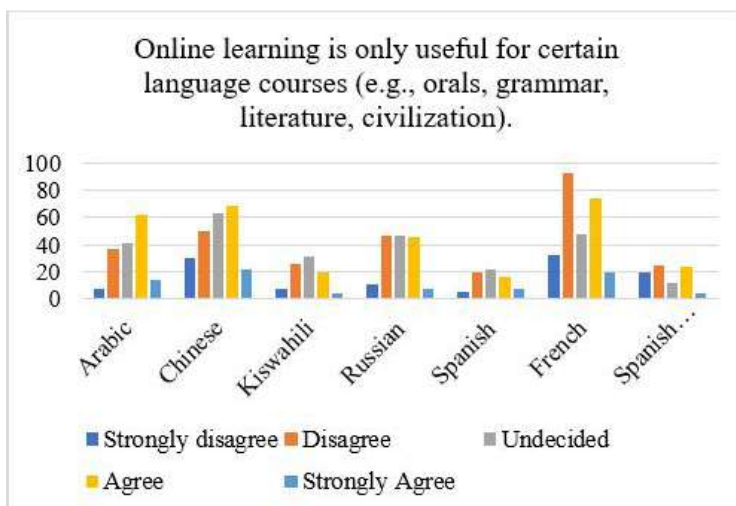 Online learning is only useful for certain
language courses (e.g., orals, grammar,
literature, civilization).
100
80
60
40
20
0
Arabic
Chinese
Kiswahili
Russian
Spanish
French
Spanish…
Strongly disagree
Disagree
Undecided
Agree
Strongly Agree